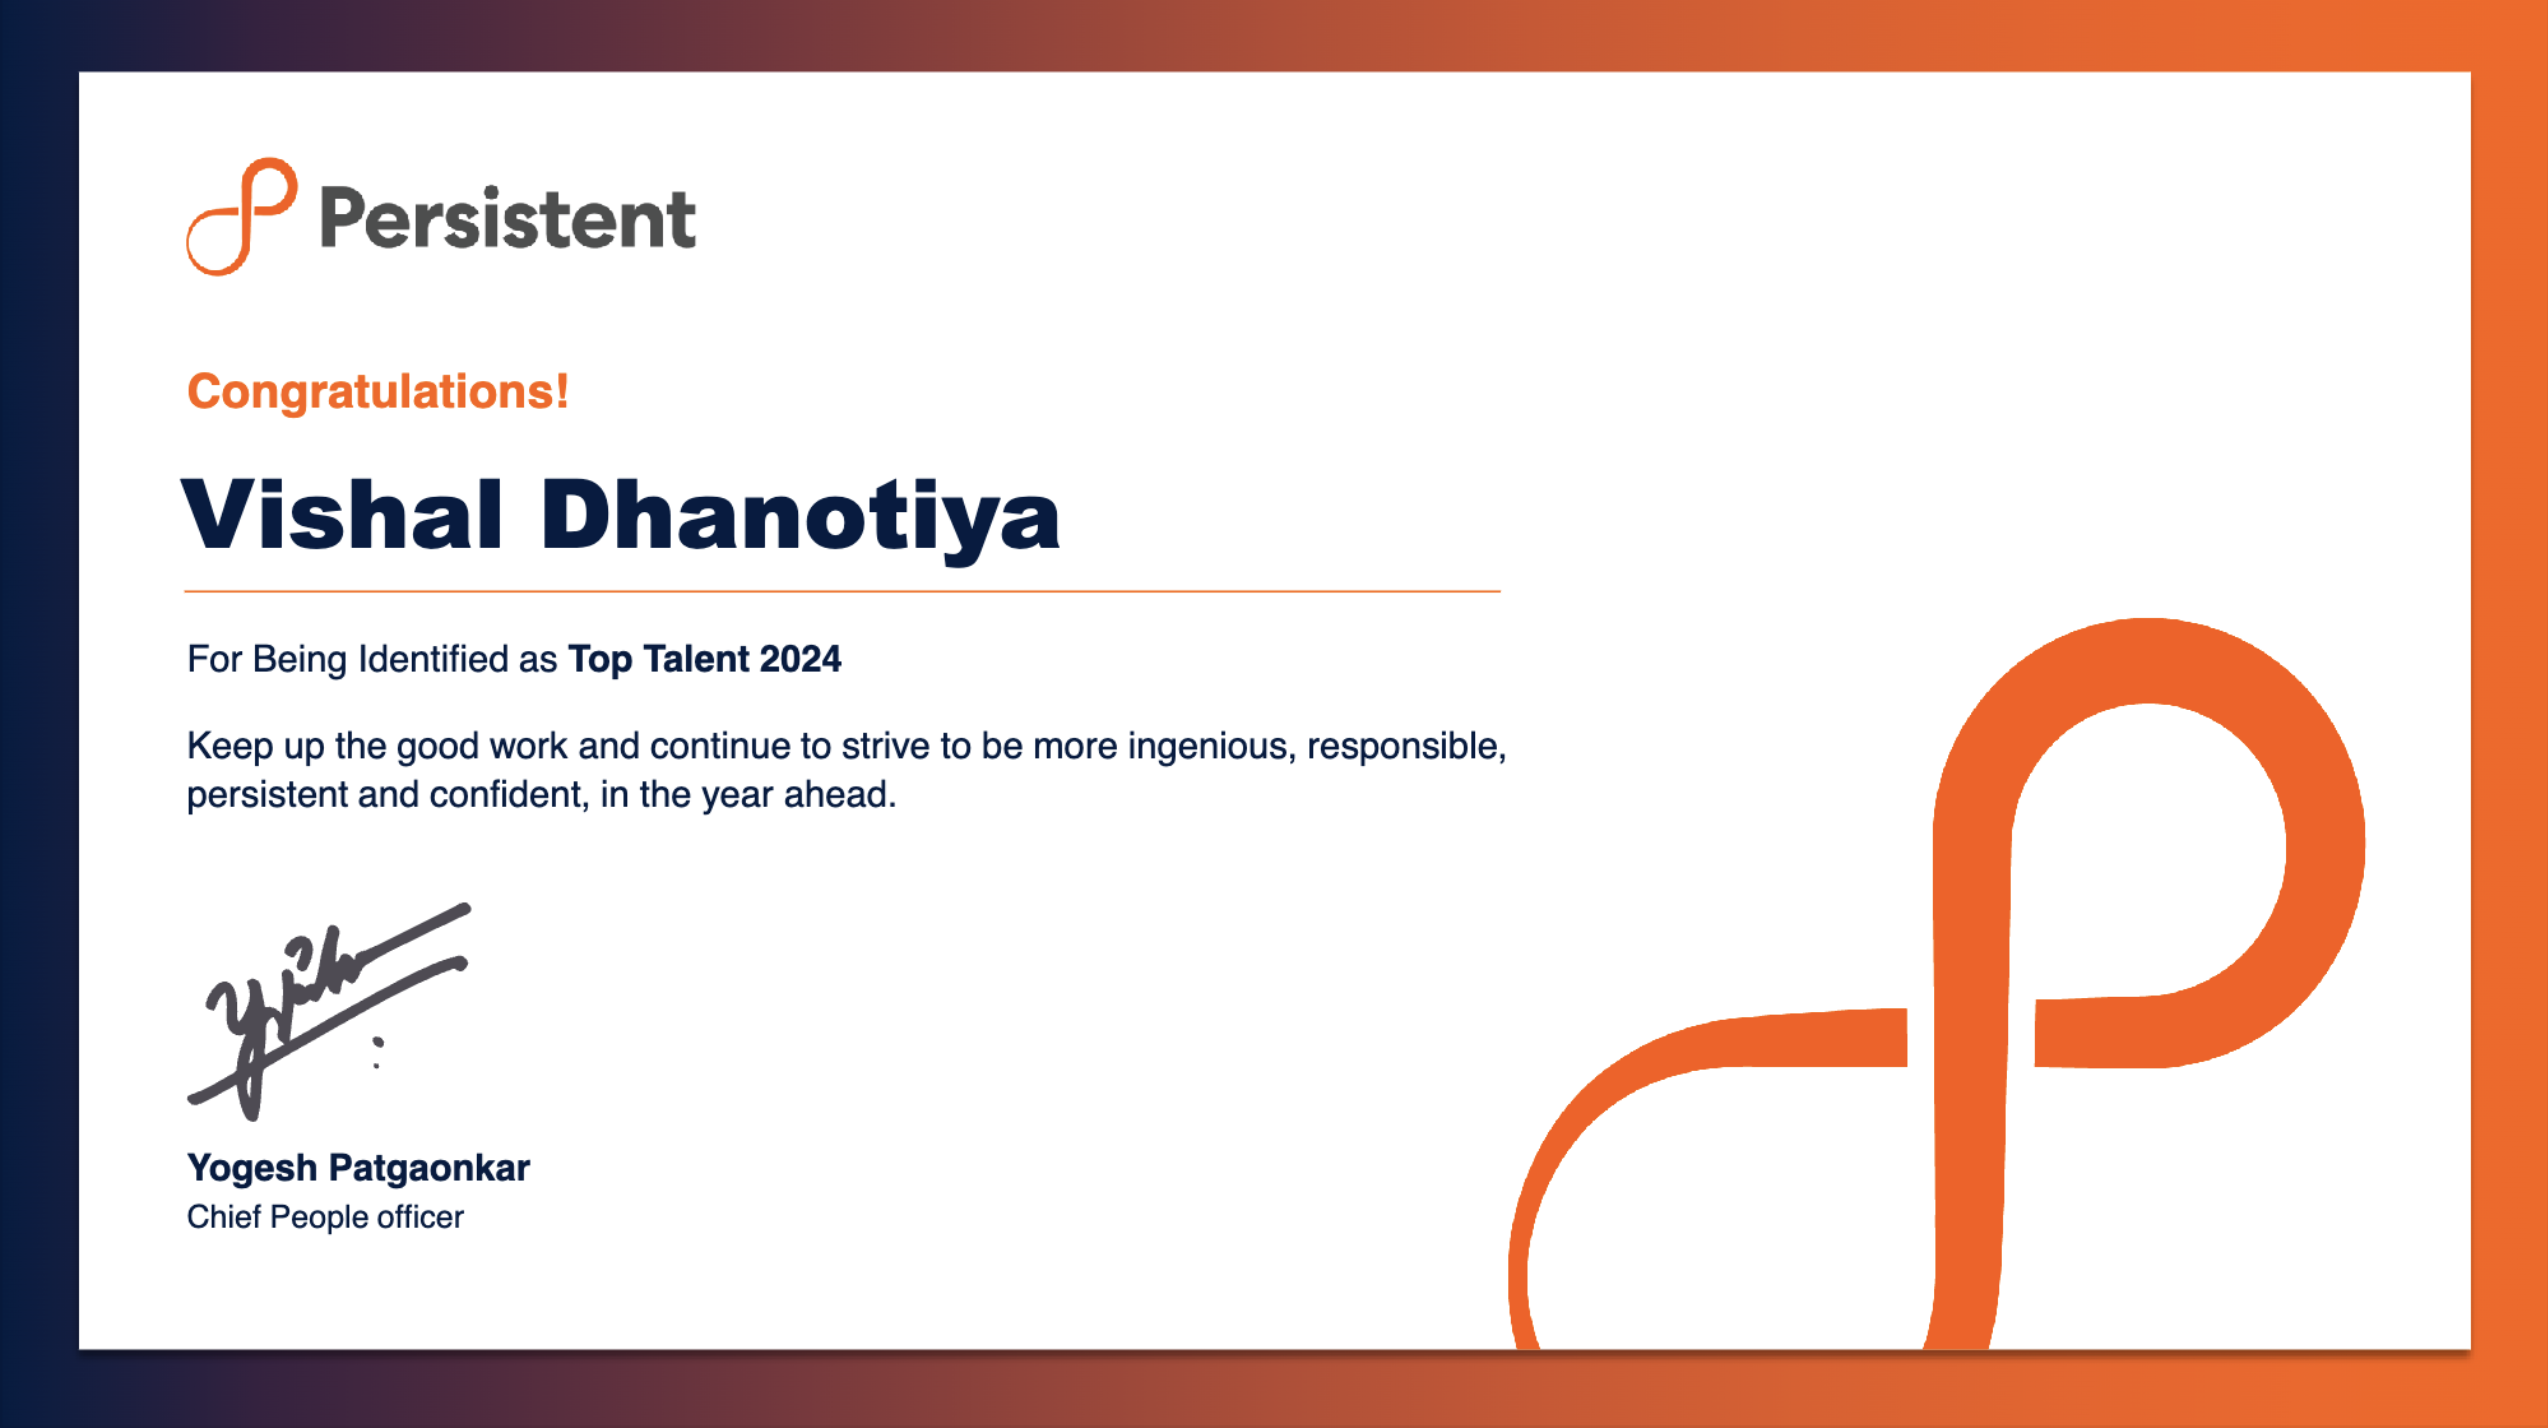 Persistent
Congratulations!
Vishal Dhanotiya
For Being Identified as Top Talent 2024
Keep up the good work and continue to strive to be more ingenious, responsible,
persistent and confident, in the year ahead.
Yogesh Patgaonkar
Chief People officer